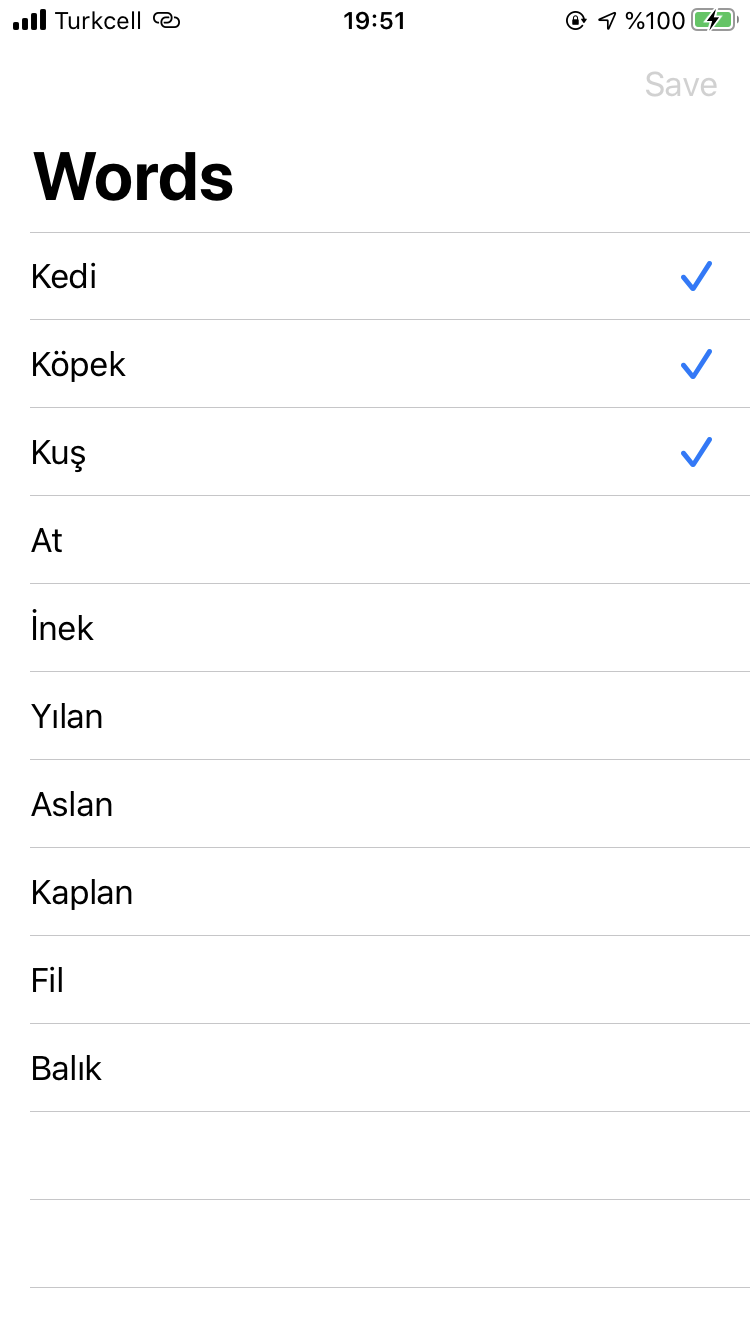 Turkcell 19:51 %100
Save
Words
Kedi
Köpek
Kuş
At
İnek
Yılan
Aslan
Kaplan
Fil
Balık